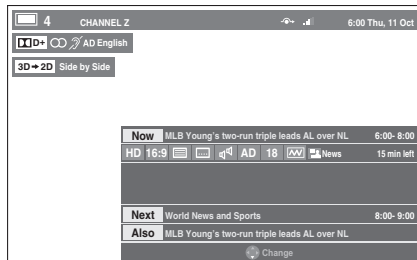 4 CHANNEL Z 6:00 Thu, 11 Oct
D+ AD English
3D→2D Side by Side
Now MLB Young's two-run triple leads AL over NL 6:00- 8:00
HD 16:9 AD 18 News 15 min left
Next World News and Sports 8:00- 9:00
Also MLB Young's two-run triple leads AL over NL
Change